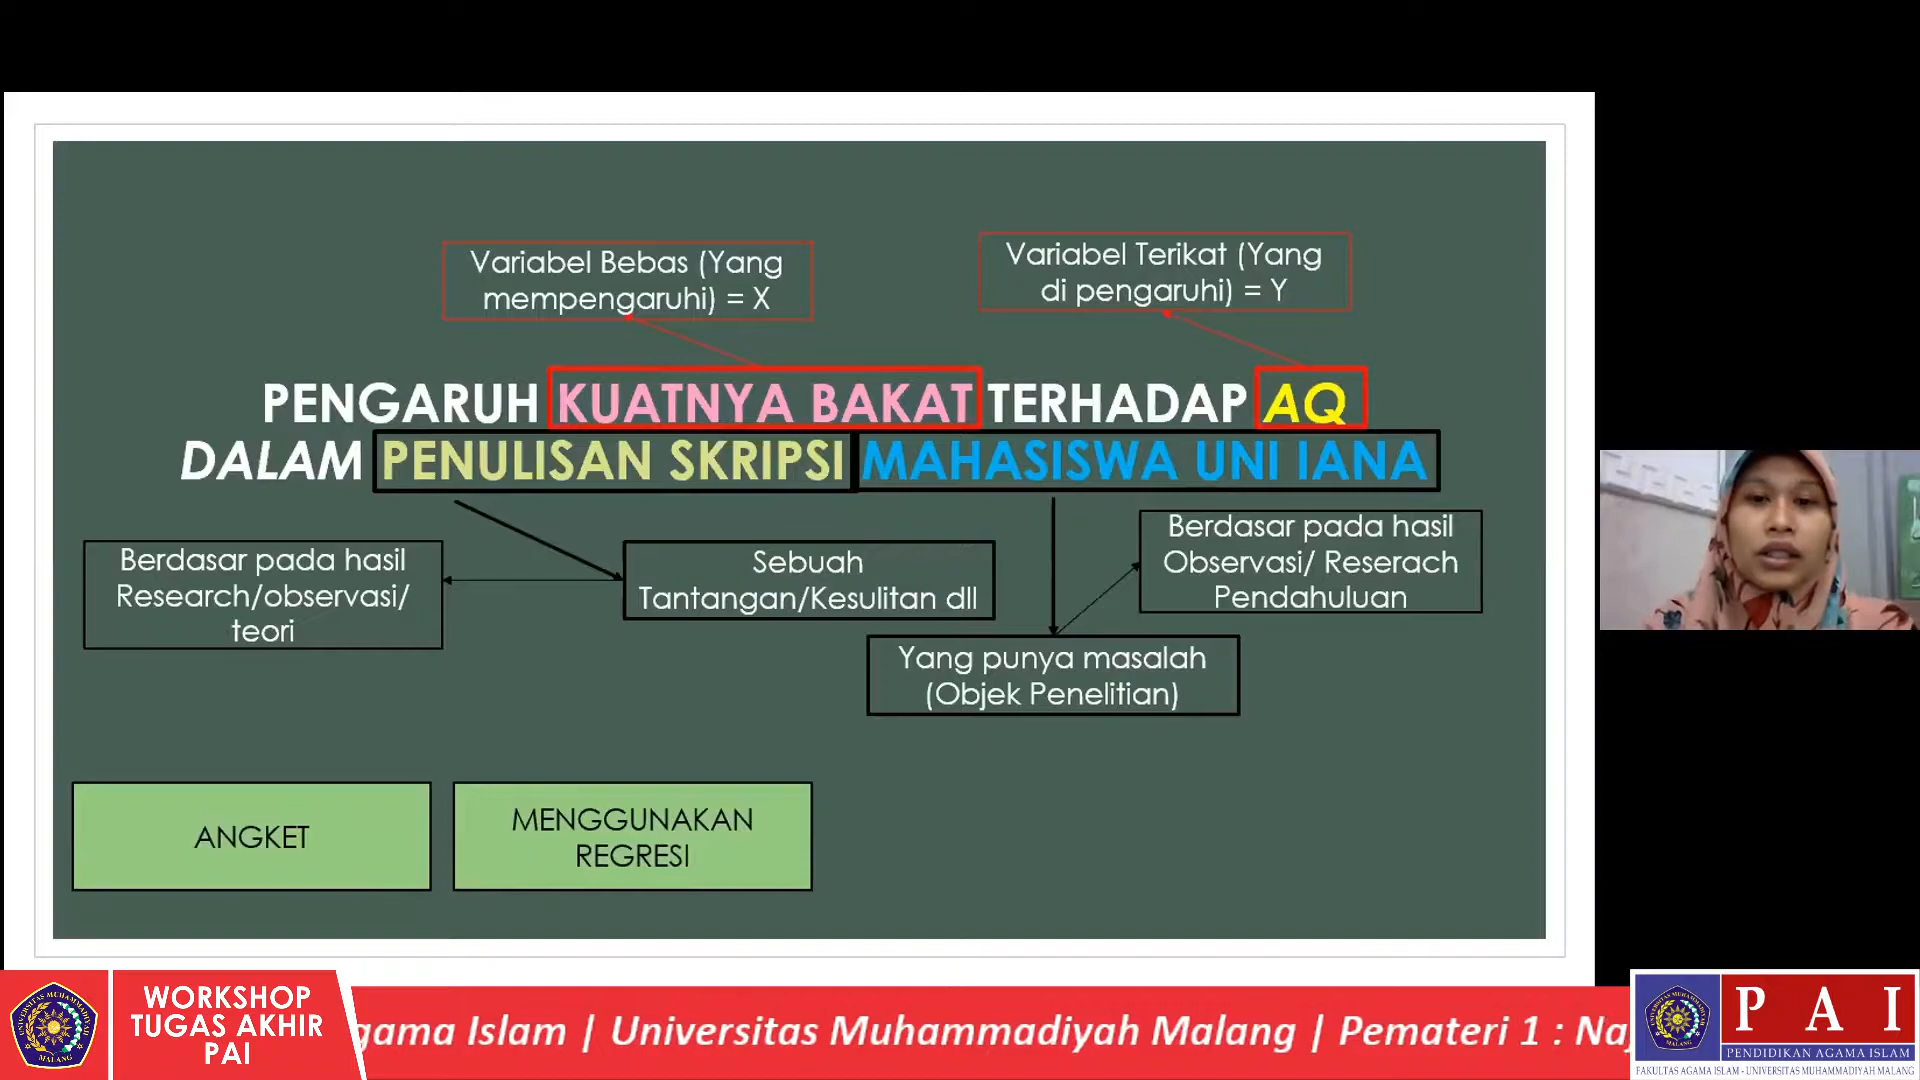 Variabel Bebas (Yang
mempengaruhi) = X
Variabel Terikat (Yang
di pengaruhi) = Y
PENGARUH KUATNYA BAKAT TERHADAP AQ
DALAM PENULISAN SKRIPSI MAHASISWA UNI IANA
Berdasar pada hasil
Research/observasi/
teori
Sebuah
Tantangan/Kesulitan dll
Berdasar pada hasil
Observasi/ Reserach
Pendahuluan
Yang punya masalah
(Objek Penelitian)
ANGKET
MENGGUNAKAN
REGRESI
WORKSHOP
TUGAS AKHIR
PAI
gama Islam | Universitas Muhammadiyah Malang | Pemateri 1 : Na
PAI
PENDIDIKAN AGAMA ISLAM
FAKULTAS AGAMA ISLAM - UNIVERSITAS MUHAMMADIYAH MALANG